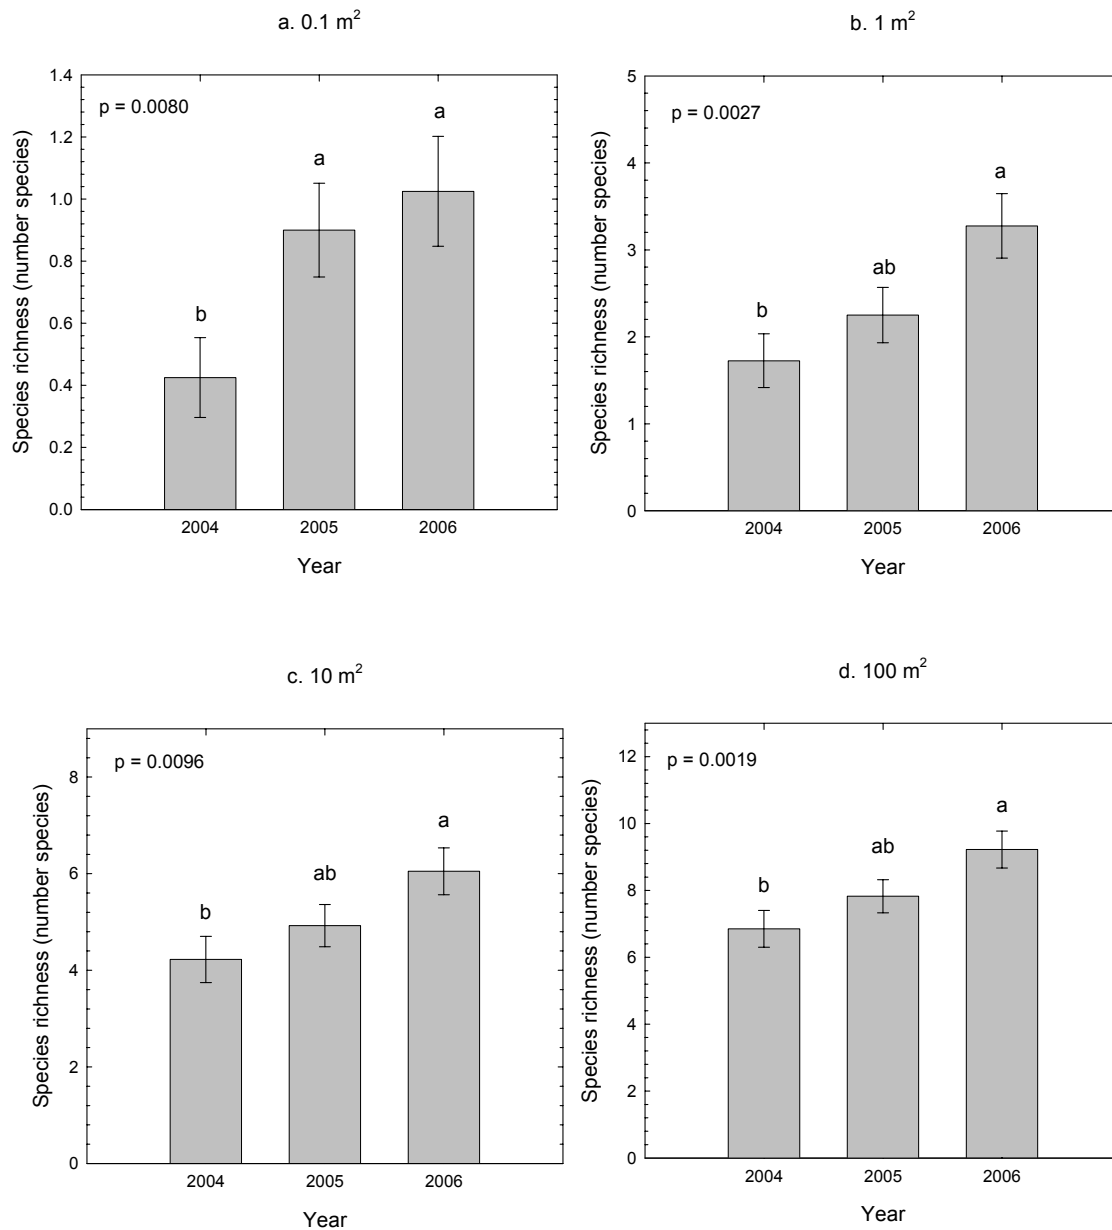 a. 0.1 m²
p = 0.0080
Species richness (number species)
1.4
1.2
1.0
0.8
0.6
0.4
0.2
0.0
b
a
a
2004
2005
2006
Year
b. 1 m²
p = 0.0027
Species richness (number species)
5
4
3
2
1
0
b
ab
a
2004
2005
2006
Year
c. 10 m²
p = 0.0096
Species richness (number species)
8
6
4
2
0
b
ab
a
2004
2005
2006
Year
d. 100 m²
p = 0.0019
Species richness (number species)
12
10
8
6
4
2
0
b
ab
a
2004
2005
2006
Year